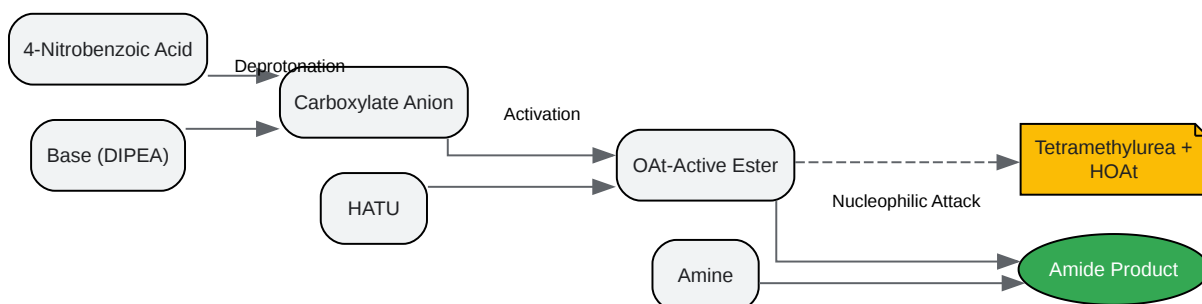 4-Nitrobenzoic Acid
Deprotonation
Carboxylate Anion
Base (DIPEA)
Activation
HATU
OAt-Active Ester
Tetramethylurea +
HOAt
Nucleophilic Attack
Amine
Amide Product